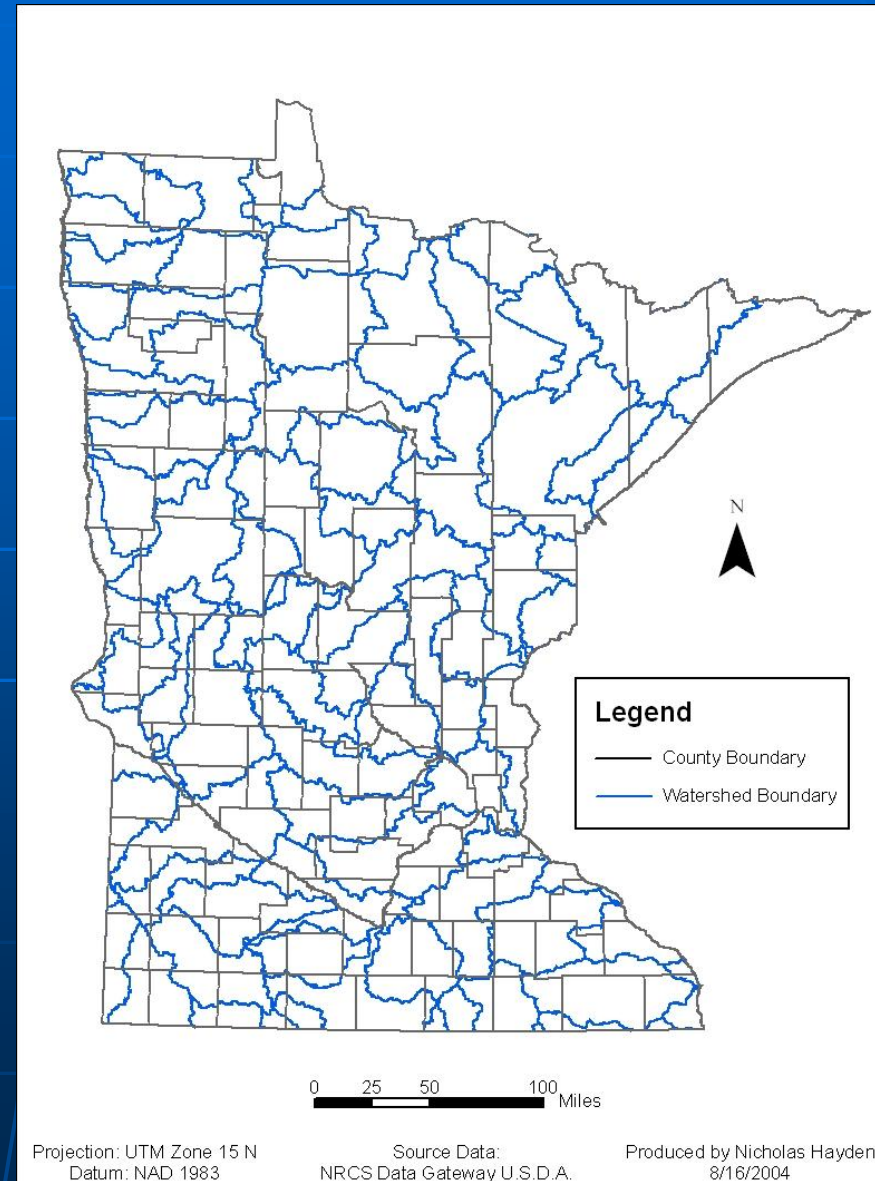 N
Legend
County Boundary
Watershed Boundary
0 25 50 100
Miles
Projection: UTM Zone 15 N
Datum: NAD 1983
Source Data:
NRCS Data Gateway U.S.D.A.
Produced by Nicholas Hayden
8/16/2004